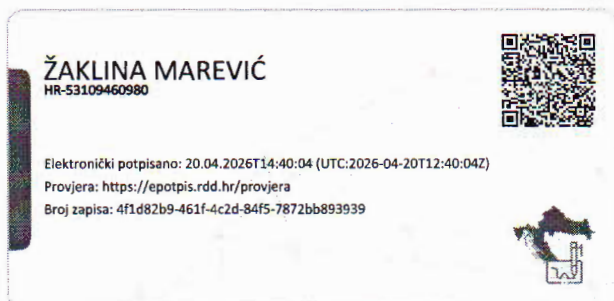 ŽAKLINA MAREVIĆ
HR-53109460980
Elektronički potpisano: 20.04.2026T14:40:04 (UTC:2026-04-20T12:40:04Z)
Provjera: https://epotpis.rdd.hr/provjera
Broj zapisa: 4f1d82b9-461f-4c2d-84f5-7872bb893939